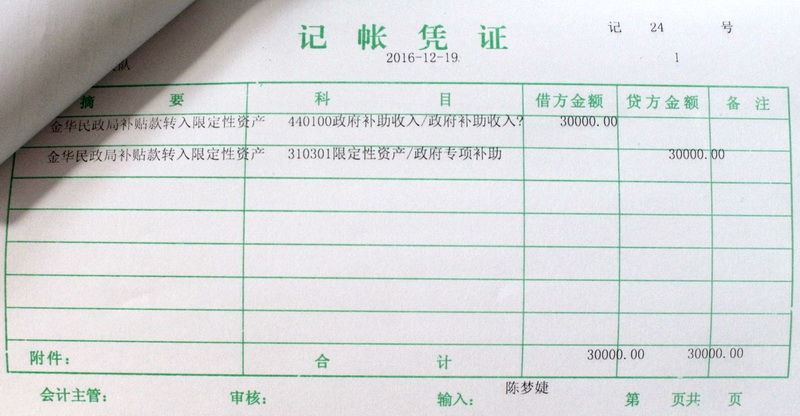 记帐凭证
记 24 号
2016-12-19
1
队
摘要 科目 借方金额 贷方金额 备注
金华民政局补贴款转入限定性资产 440100政府补助收入/政府补助收入? 30000.00
金华民政局补贴款转入限定性资产 310301限定性资产/政府专项补助 30000.00
附件： 合计 30000.00 30000.00
会计主管： 审核： 输入： 陈梦婕 第 页共 页